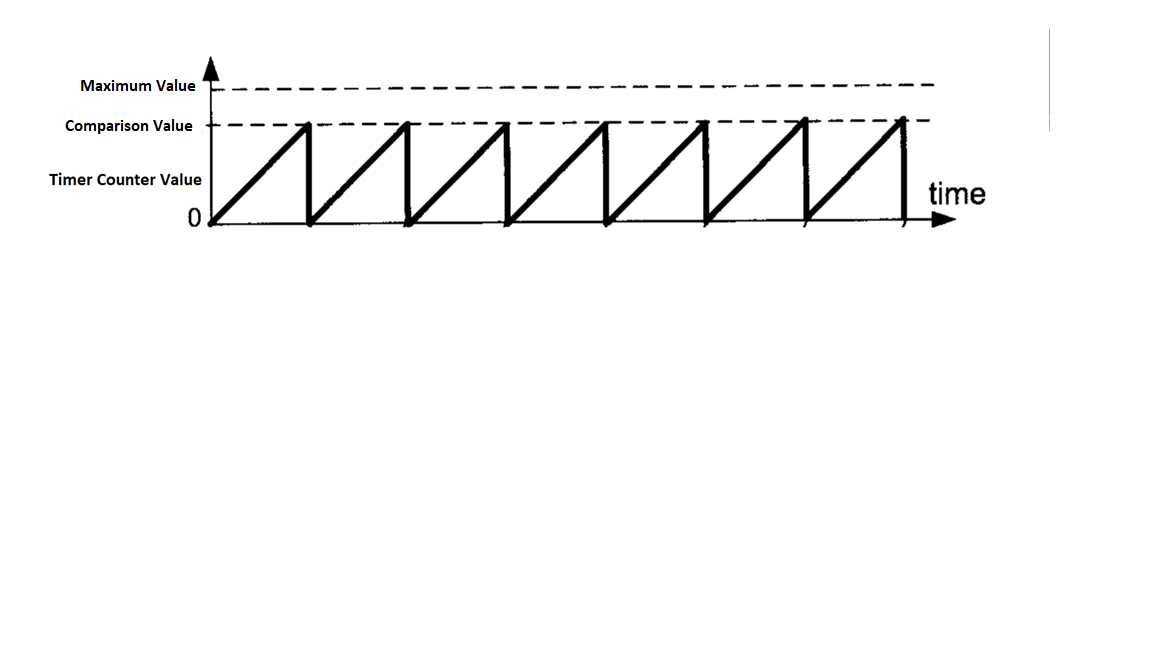 Maximum Value
Comparison Value
Timer Counter Value
0
time